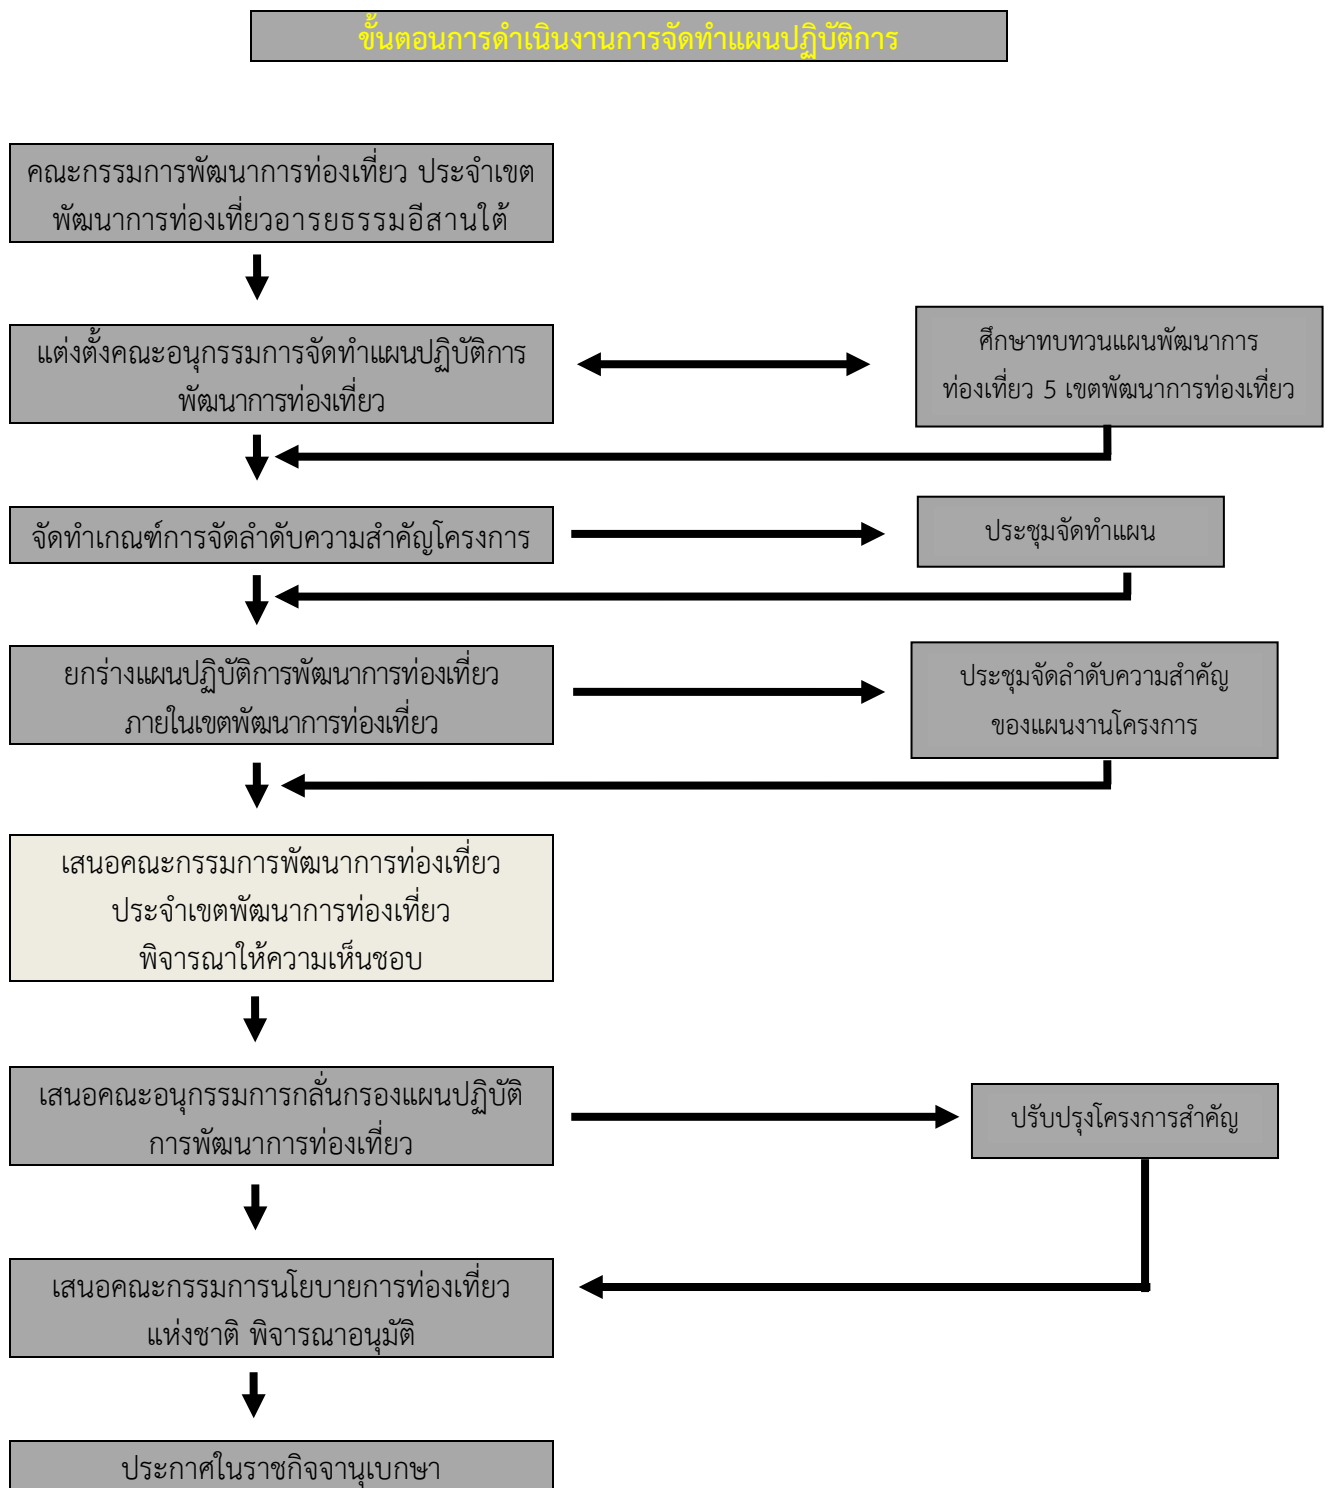 ขั้นตอนการดำเนินงานการจัดทำแผนปฏิบัติการ
คณะกรรมการพัฒนาการท่องเที่ยว ประจำเขต
พัฒนาการท่องเที่ยวอารยธรรมอีสานใต้
แต่งตั้งคณะอนุกรรมการจัดทำแผนปฏิบัติการ
พัฒนาการท่องเที่ยว
ศึกษาทบทวนแผนพัฒนาการ
ท่องเที่ยว 5 เขตพัฒนาการท่องเที่ยว
จัดทำเกณฑ์การจัดลำดับความสำคัญโครงการ
ประชุมจัดทำแผน
ยกร่างแผนปฏิบัติการพัฒนาการท่องเที่ยว
ภายในเขตพัฒนาการท่องเที่ยว
ประชุมจัดลำดับความสำคัญ
ของแผนงานโครงการ
เสนอคณะกรรมการพัฒนาการท่องเที่ยว
ประจำเขตพัฒนาการท่องเที่ยว
พิจารณาให้ความเห็นชอบ
เสนอคณะอนุกรรมการกลั่นกรองแผนปฏิบัติ
การพัฒนาการท่องเที่ยว
ปรับปรุงโครงการสำคัญ
เสนอคณะกรรมการนโยบายการท่องเที่ยว
แห่งชาติ พิจารณาอนุมัติ
ประกาศในราชกิจจานุเบกษา